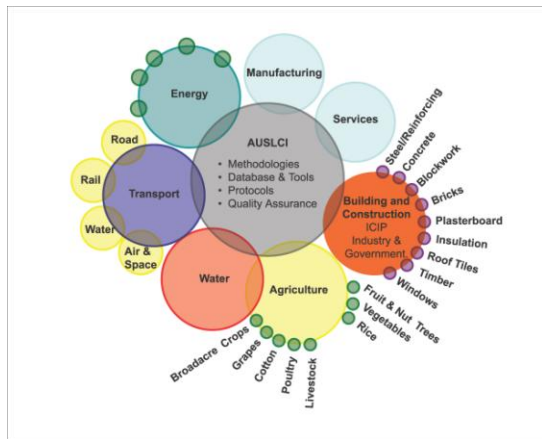 Manufacturing
Energy
Services
AUSLCI
• Methodologies
• Database & Tools
• Protocols
• Quality Assurance
Road
Rail
Transport
Water
Air &
Space
Water
Agriculture
Building and
Construction
ICIP
Industry &
Government
Steel/Reinforcing
Concrete
Blockwork
Bricks
Plasterboard
Insulation
Roof Tiles
Timber
Windows
Fruit & Nut Trees
Vegetables
Rice
Broadacre Crops
Grapes
Cotton
Poultry
Livestock